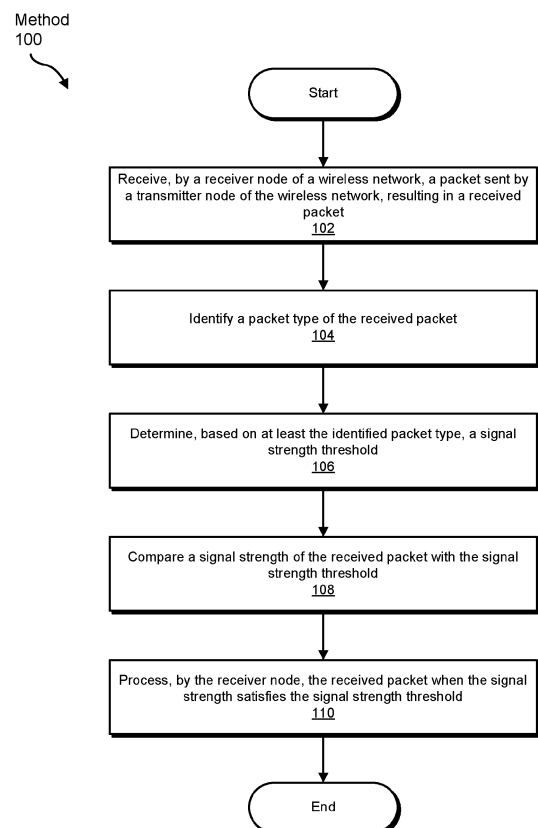 Method
100
Start
Receive, by a receiver node of a wireless network, a packet sent by
a transmitter node of the wireless network, resulting in a received
packet
102
Identify a packet type of the received packet
104
Determine, based on at least the identified packet type, a signal
strength threshold
106
Compare a signal strength of the received packet with the signal
strength threshold
108
Process, by the receiver node, the received packet when the signal
strength satisfies the signal strength threshold
110
End